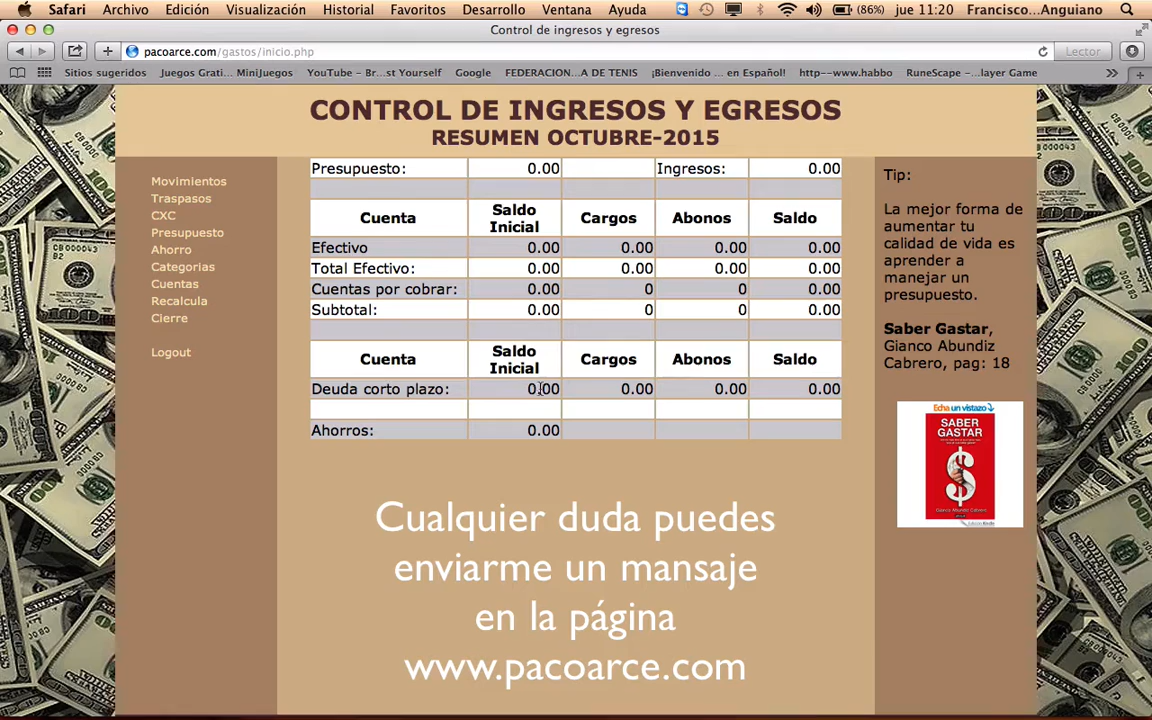 Safari Archivo Edición Visualización Historial Favoritos Desarrollo Ventana Ayuda (86%) jue 11:20 Francisco...Anguiano
Control de ingresos y egresos
pacoarce.com/gastos/inicio.php Lector
Sitios sugeridos Juegos Grati... MiniJuegos YouTube - Br...st Yourself Google FEDERACION...A DE TENIS ¡Bienvenido ... en Español! http--www.habbo RuneScape -...layer Game
CONTROL DE INGRESOS Y EGRESOS
RESUMEN OCTUBRE-2015
Movimientos
Traspasos
CXC
Presupuesto
Ahorro
Categorias
Cuentas
Recalcula
Cierre
Logout
Presupuesto: 0.00 Ingresos: 0.00
Cuenta Saldo Inicial Cargos Abonos Saldo
Efectivo 0.00 0.00 0.00 0.00
Total Efectivo: 0.00 0.00 0.00 0.00
Cuentas por cobrar: 0.00 0 0 0.00
Subtotal: 0.00 0 0 0.00
Cuenta Saldo Inicial Cargos Abonos Saldo
Deuda corto plazo: 0.00 0.00 0.00 0.00
Ahorros: 0.00
Cualquier duda puedes
enviarme un mansaje
en la página
www.pacoarce.com
Tip:
La mejor forma de
aumentar tu
calidad de vida es
aprender a
manejar un
presupuesto.
Saber Gastar,
Gianco Abundiz
Cabrero, pag: 18
Echa un vistazo
SABER
GASTAR